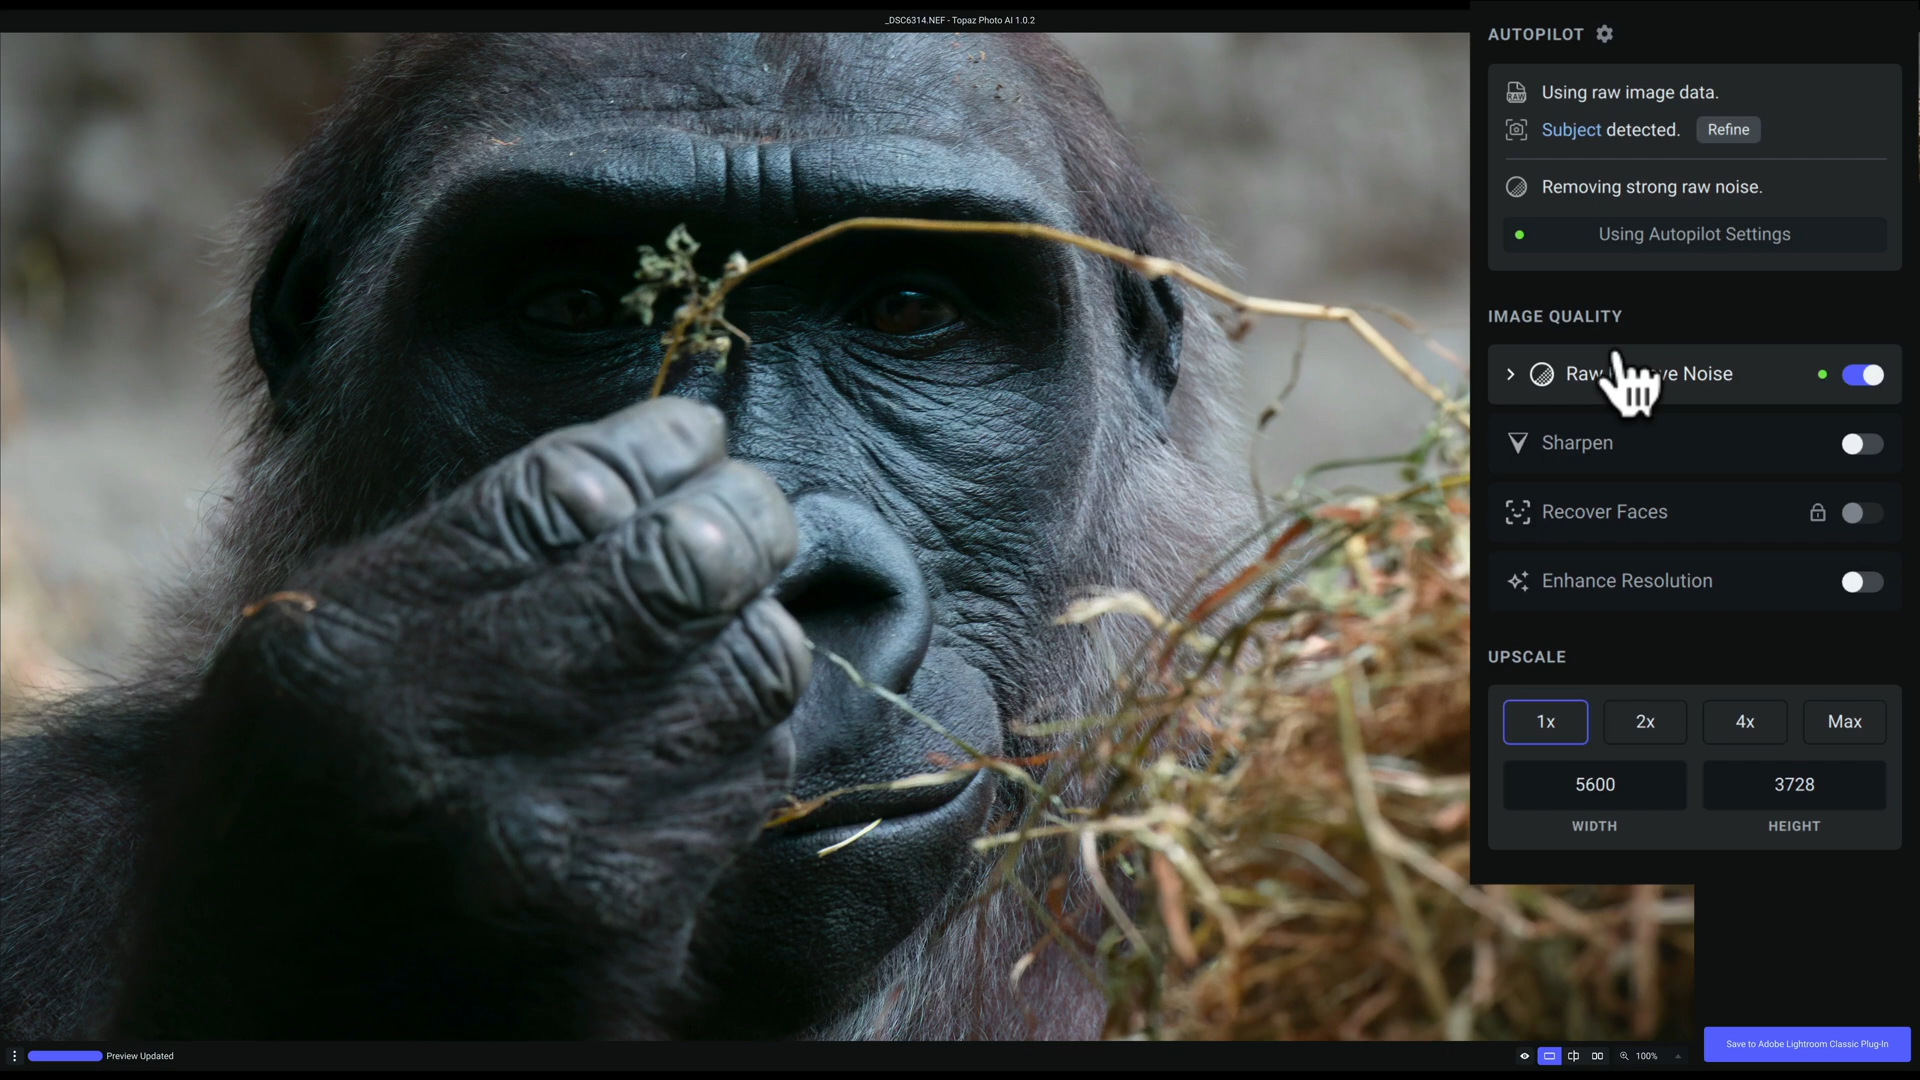 _DSC6314.NEF - Topaz Photo AI 1.0.2
AUTOPILOT
RAW
Using raw image data.
Subject detected. Refine
Removing strong raw noise.
Using Autopilot Settings
IMAGE QUALITY
Raw Noise
Sharpen
Recover Faces
Enhance Resolution
UPSCALE
1x 2x 4x Max
5600 3728
WIDTH HEIGHT
Preview Updated
100%
Save to Adobe Lightroom Classic Plug-In